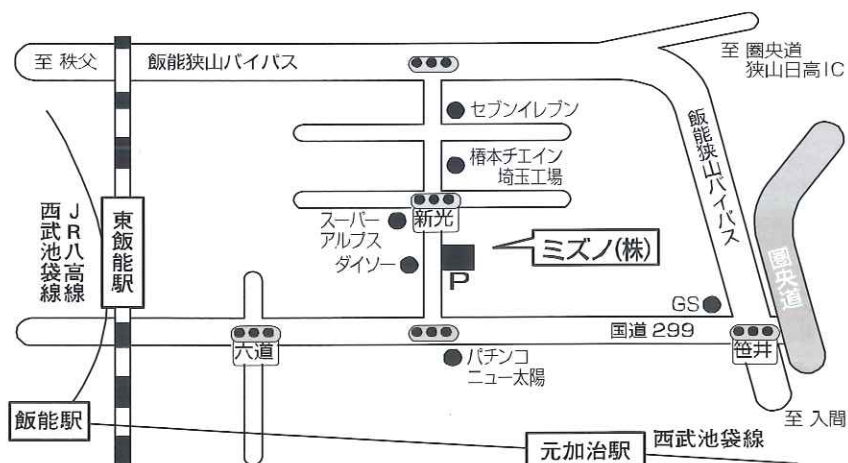 至 秩父
飯能狭山バイパス
至 圏央道
狭山日高IC
セブンイレブン
椿本チエイン
埼玉工場
飯能狭山バイパス
JR八高線
西武池袋線
東飯能駅
スーパー
アルプス
新光
ダイソー
P
ミズノ(株)
圏央道
GS
国道 299
六道
笹井
パチンコ
ニュー太陽
飯能駅
至 入間
元加治駅
西武池袋線